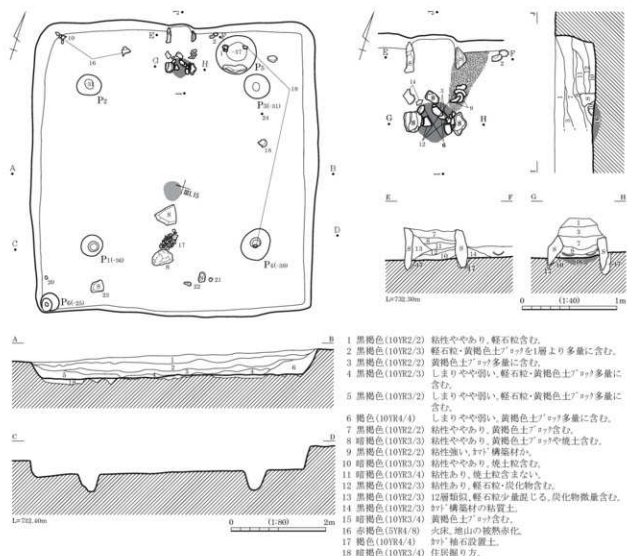 P2
P5
P3(-31)
P1(-36)
P4(-39)
P6(-25)
A
B
C
D
E
F
G
H
L=732.30m
0 (1:40) 1m
L=732.40m
0 (1:80) 2m
1 黒褐色(10YR2/2) 粘性ややあり､軽石粒含む｡
2 黒褐色(10YR2/3) 軽石粒・黄褐色土ﾌﾞﾛｯｸを1層より多量に含む｡
3 黒褐色(10YR2/2) 黄褐色土ﾌﾞﾛｯｸ多量に含む｡
4 黒褐色(10YR2/3) しまりやや弱い､軽石粒・黄褐色土ﾌﾞﾛｯｸ多量に
含む｡
5 黒褐色(10YR3/2) しまりやや弱い､軽石粒・黄褐色土ﾌﾞﾛｯｸ多量に
含む｡
6 褐色(10YR4/4) しまりやや弱い､黄褐色土ﾌﾞﾛｯｸ多量に含む｡
7 黒褐色(10YR2/2) 粘性ややあり､黄褐色土ﾌﾞﾛｯｸ含む｡
8 暗褐色(10YR3/3) 粘性ややあり､黄褐色土ﾌﾞﾛｯｸや焼土含む｡
9 黒褐色(10YR2/2) 粘性強い､ｶﾏﾄﾞ構築材か｡
10 暗褐色(10YR3/3) 粘性ややあり､焼土粒含む｡
11 暗褐色(10YR3/4) 粘性あり､焼土粒含まない｡
12 黒褐色(10YR2/3) 粘性あり､軽石粒・炭化物含む｡
13 黒褐色(10YR2/3) 12層類似､軽石粒少量混じる､炭化物微量含む｡
14 黒褐色(10YR2/3) ｶﾏﾄﾞ構築材の粘質土｡
15 暗褐色(10YR3/4) 黄褐色土ﾌﾞﾛｯｸ含む｡
16 赤褐色(5YR4/8) 火床､地山の被熱赤化｡
17 褐色(10YR4/4) ｶﾏﾄﾞ袖石設置土｡
18 暗褐色(10YR3/4) 住居掘り方｡